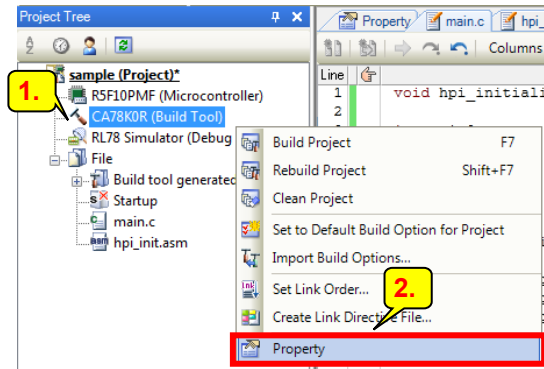 Project Tree
Property
main.c
hpi_
Columns
sample (Project)*
1.
R5F10PMF (Microcontroller)
CA78K0R (Build Tool)
RL78 Simulator (Debug
File
Build tool generated
Startup
main.c
hpi_init.asm
Line
1 void hpi_initiali
2
Build Project F7
Rebuild Project Shift+F7
Clean Project
Set to Default Build Option for Project
Import Build Options...
Set Link Order...
2.
Create Link Directive File...
Property